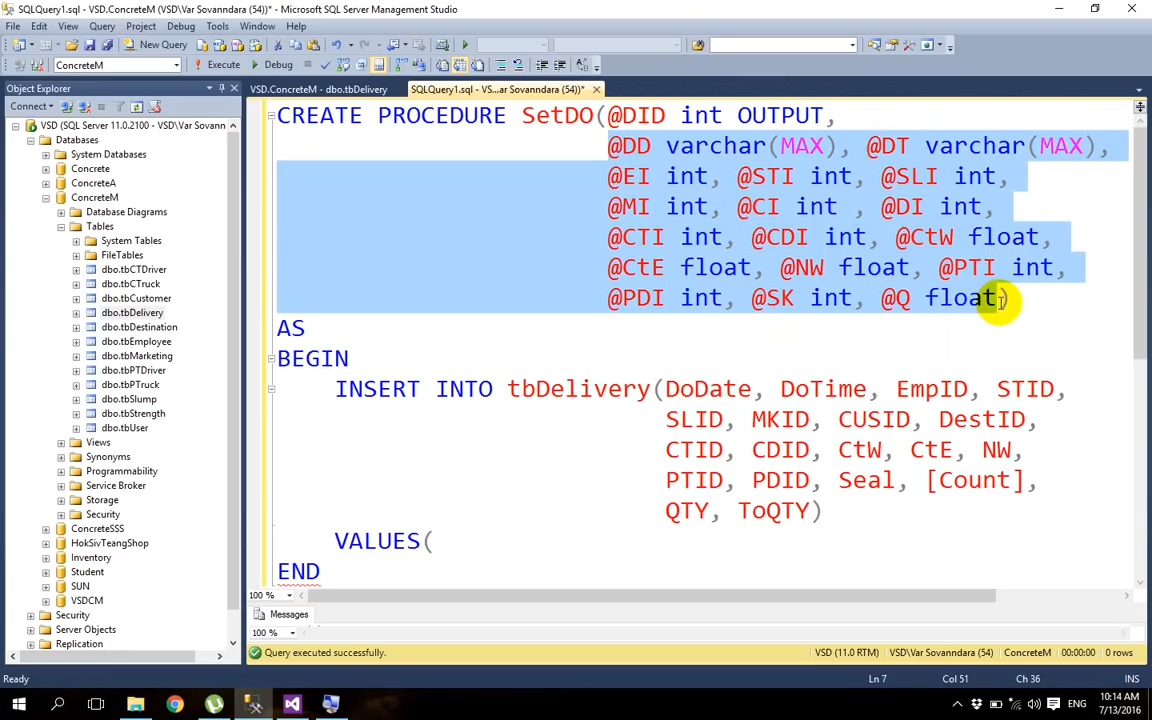 SQLQuery1.sql - VSD.ConcreteM (VSD\Var Sovanndara (54))* - Microsoft SQL Server Management Studio
File Edit View Query Project Debug Tools Window Help
New Query
ConcreteM Execute Debug
Object Explorer
VSD.ConcreteM - dbo.tbDelivery SQLQuery1.sql - VS...ar Sovanndara (54))*
Connect
VSD (SQL Server 11.0.2100 - VSD\Var Sovann
Databases
System Databases
Concrete
ConcreteA
ConcreteM
Database Diagrams
Tables
System Tables
FileTables
dbo.tbCTDriver
dbo.tbCTruck
dbo.tbCustomer
dbo.tbDelivery
dbo.tbDestination
dbo.tbEmployee
dbo.tbMarketing
dbo.tbPTDriver
dbo.tbPTruck
dbo.tbSlump
dbo.tbStrength
dbo.tbUser
Views
Synonyms
Programmability
Service Broker
Storage
Security
ConcreteSSS
HokSivTeangShop
Inventory
Student
SUN
VSDCM
Security
Server Objects
Replication
CREATE PROCEDURE SetDO(@DID int OUTPUT,
@DD varchar(MAX), @DT varchar(MAX),
@EI int, @STI int, @SLI int,
@MI int, @CI int , @DI int,
@CTI int, @CDI int, @CtW float,
@CtE float, @NW float, @PTI int,
@PDI int, @SK int, @Q float)
AS
BEGIN
INSERT INTO tbDelivery(DoDate, DoTime, EmpID, STID,
SLID, MKID, CUSID, DestID,
CTID, CDID, CtW, CtE, NW,
PTID, PDID, Seal, [Count],
QTY, ToQTY)
VALUES(
END
100 %
Messages
100 %
Query executed successfully. VSD (11.0 RTM) VSD\Var Sovanndara (54) ConcreteM 00:00:00 0 rows
Ready Ln 7 Col 51 Ch 36 INS
ENG 10:14 AM
7/13/2016